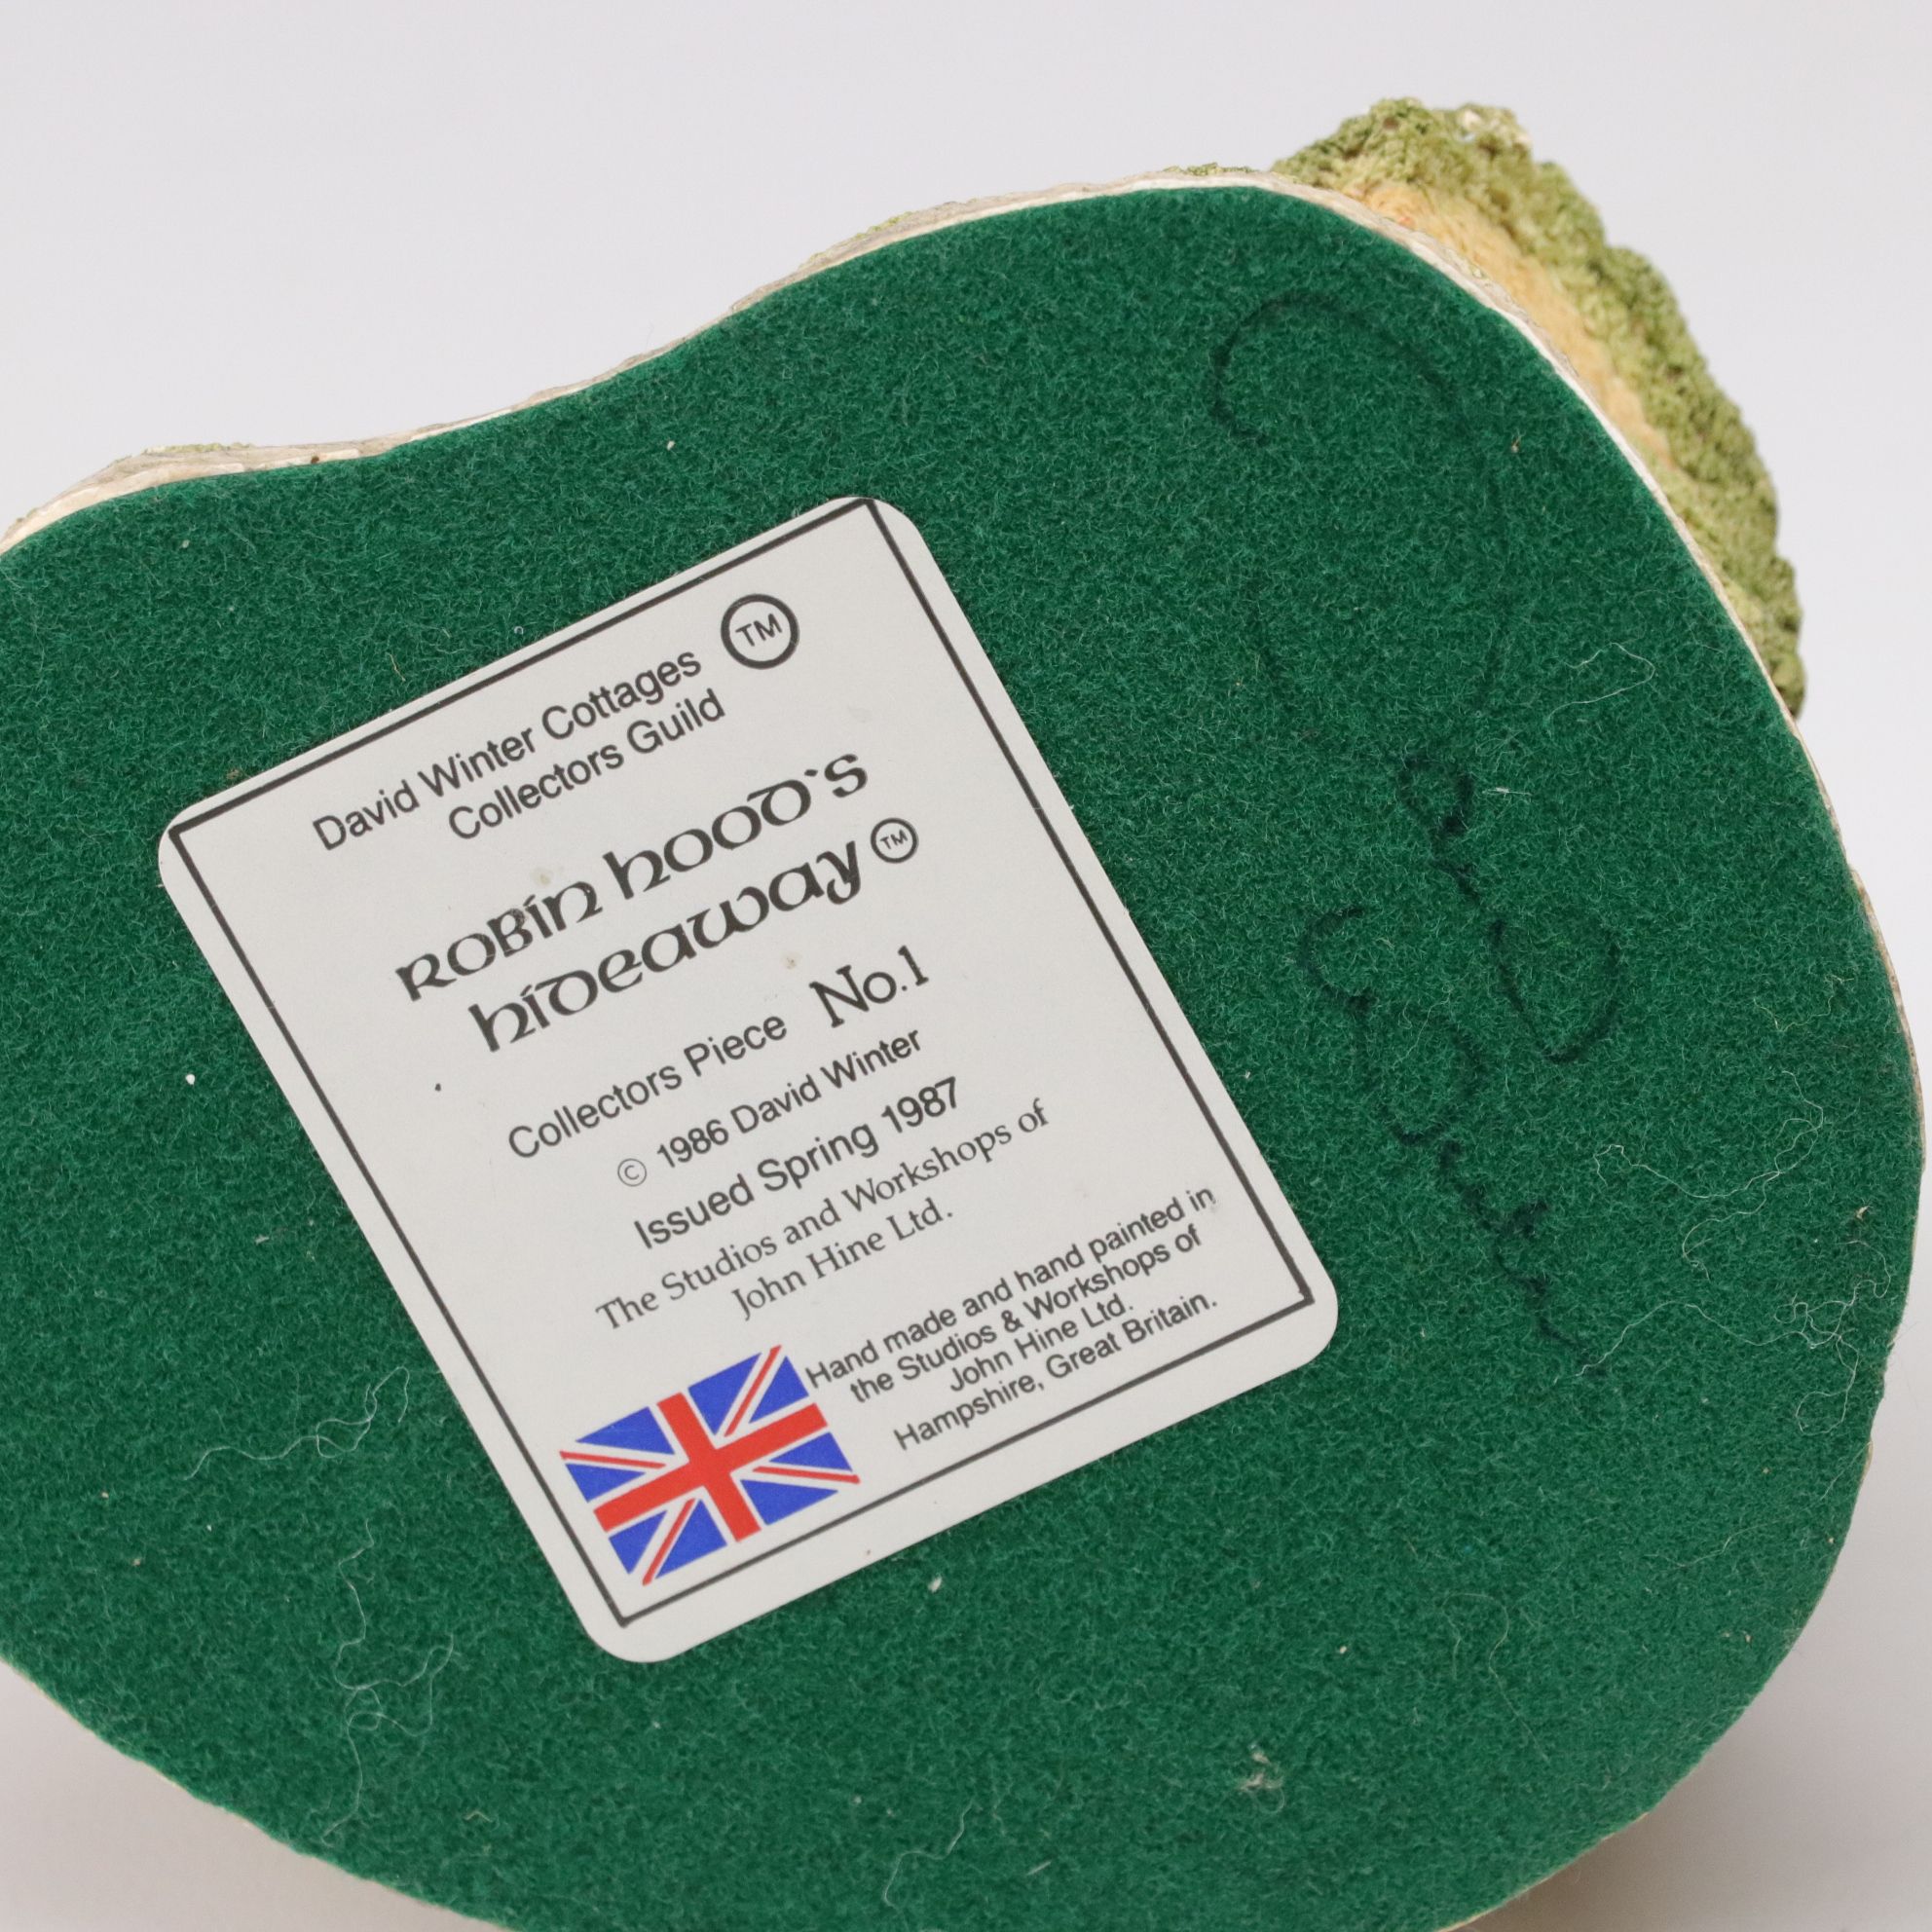 David Winter Cottages TM
Collectors Guild
ROBIN HOOD'S
HIDEAWAY TM
Collectors Piece No.1
© 1986 David Winter
Issued Spring 1987
The Studios and Workshops of
John Hine Ltd.
Hand made and hand painted in
the Studios & Workshops of
John Hine Ltd.
Hampshire, Great Britain.